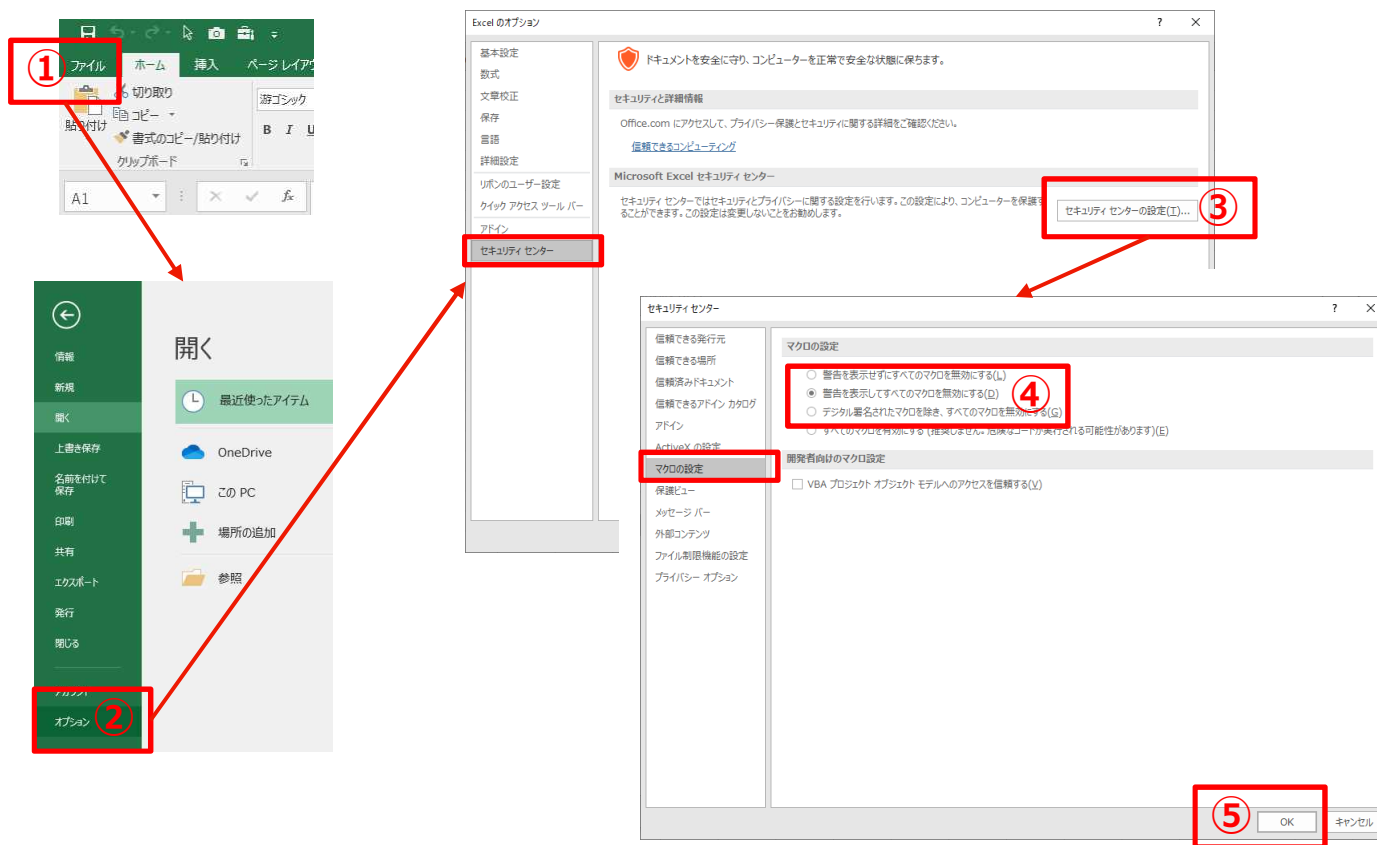 ①
ファイル
ホーム
挿入
ページ レイアウ
貼り付け
切り取り
コピー
書式のコピー/貼り付け
クリップボード
游ゴシック
B I U
A1
fx
情報
新規
開く
上書き保存
名前を付けて
保存
印刷
共有
エクスポート
発行
閉じる
アカウント
オプション
②
開く
最近使ったアイテム
OneDrive
この PC
場所の追加
参照
Excel のオプション
?
基本設定
数式
文章校正
保存
言語
詳細設定
リボンのユーザー設定
クイック アクセス ツール バー
アドイン
セキュリティ センター
ドキュメントを安全に守り、コンピューターを正常で安全な状態に保ちます。
セキュリティと詳細情報
Office.com にアクセスして、プライバシー保護とセキュリティに関する詳細をご確認ください。
信頼できるコンピューティング
Microsoft Excel セキュリティ センター
セキュリティ センターではセキュリティとプライバシーに関する設定を行います。この設定により、コンピューターを保護す
ることができます。この設定は変更しないことをお勧めします。
セキュリティ センターの設定(T)...
③
セキュリティ センター
?
信頼できる発行元
信頼できる場所
信頼済みドキュメント
信頼できるアドイン カタログ
アドイン
ActiveX の設定
マクロの設定
保護ビュー
メッセージ バー
外部コンテンツ
ファイル制限機能の設定
プライバシー オプション
マクロの設定
警告を表示せずにすべてのマクロを無効にする(L)
警告を表示してすべてのマクロを無効にする(D)
デジタル署名されたマクロを除き、すべてのマクロを無効にする(G)
すべてのマクロを有効にする (推奨しません。危険なコードが実行される可能性があります)(E)
④
開発者向けのマクロ設定
VBA プロジェクト オブジェクト モデルへのアクセスを信頼する(V)
⑤
OK
キャンセル